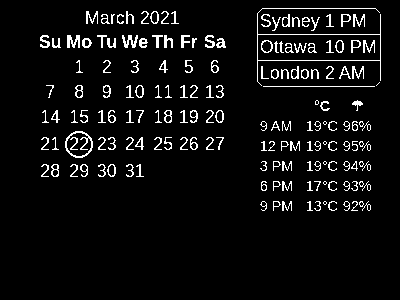 March 2021
Su Mo Tu We Th Fr Sa
1 2 3 4 5 6
7 8 9 10 11 12 13
14 15 16 17 18 19 20
21 22 23 24 25 26 27
28 29 30 31
Sydney 1 PM
Ottawa 10 PM
London 2 AM
°C ☂
9 AM 19°C 96%
12 PM 19°C 95%
3 PM 19°C 94%
6 PM 17°C 93%
9 PM 13°C 92%